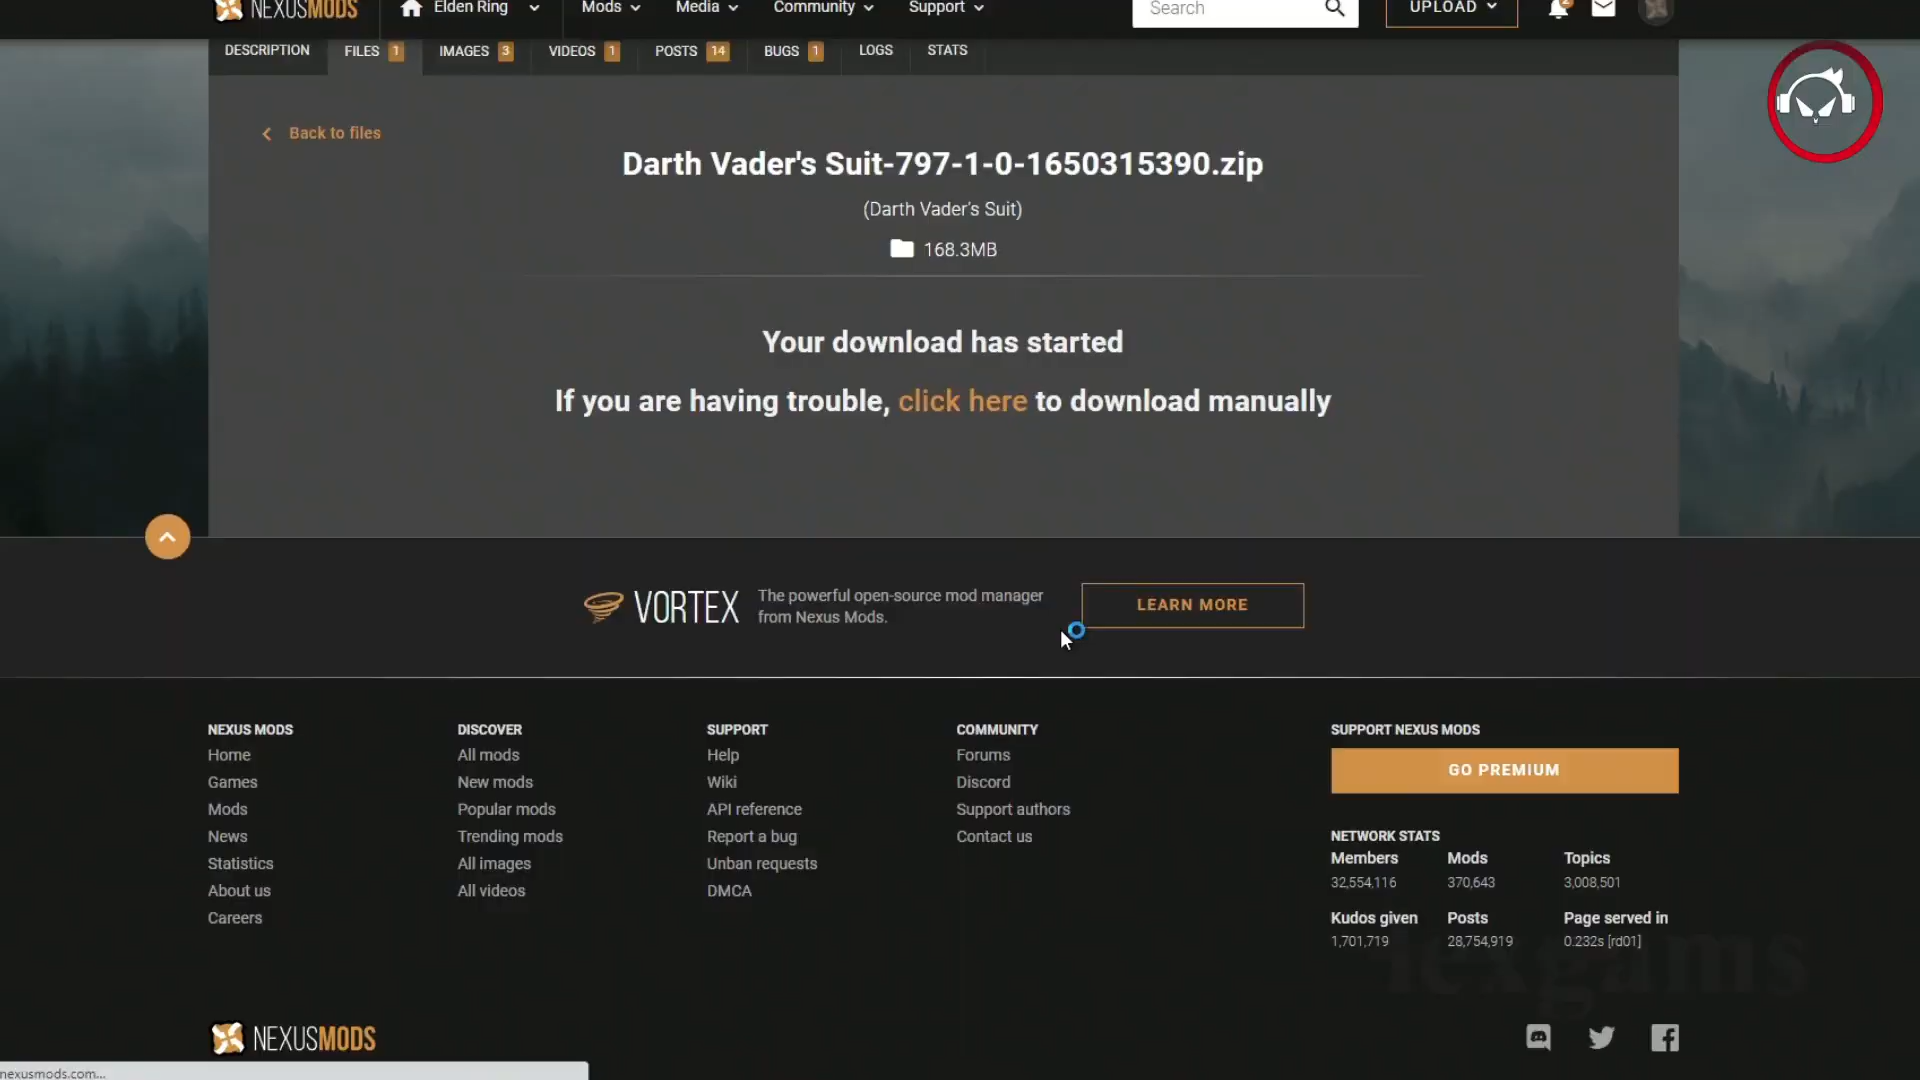 NEXUSMODS
Elden Ring
Mods
Media
Community
Support
Search
UPLOAD
2
DESCRIPTION
FILES 1
IMAGES 3
VIDEOS 1
POSTS 14
BUGS 1
LOGS
STATS
Back to files
Darth Vader's Suit-797-1-0-1650315390.zip
(Darth Vader's Suit)
168.3MB
Your download has started
If you are having trouble, click here to download manually
VORTEX
The powerful open-source mod manager
from Nexus Mods.
LEARN MORE
NEXUS MODS
Home
Games
Mods
News
Statistics
About us
Careers
DISCOVER
All mods
New mods
Popular mods
Trending mods
All images
All videos
SUPPORT
Help
Wiki
API reference
Report a bug
Unban requests
DMCA
COMMUNITY
Forums
Discord
Support authors
Contact us
SUPPORT NEXUS MODS
GO PREMIUM
NETWORK STATS
Members
32,554,116
Mods
370,643
Topics
3,008,501
Kudos given
1,701,719
Posts
28,754,919
Page served in
0.232s [rd01]
NEXUSMODS
nexusmods.com...